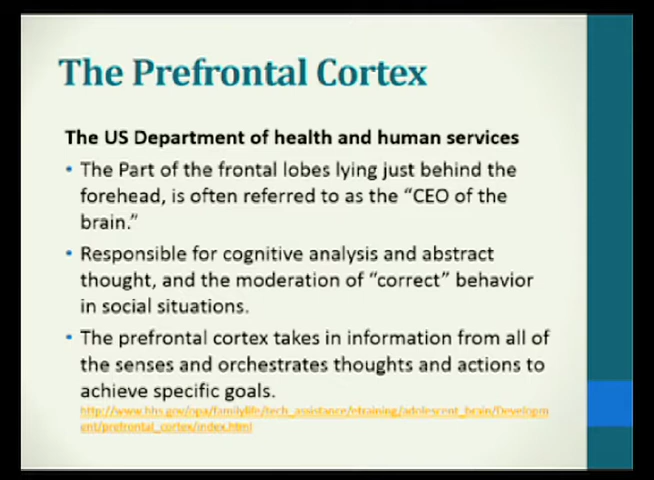 The Prefrontal Cortex
The US Department of health and human services
• The Part of the frontal lobes lying just behind the
forehead, is often referred to as the “CEO of the
brain.”
• Responsible for cognitive analysis and abstract
thought, and the moderation of “correct” behavior
in social situations.
• The prefrontal cortex takes in information from all of
the senses and orchestrates thoughts and actions to
achieve specific goals.
http://www.hhs.gov/opa/familylife/tech_assistance/etraining/adolescent_brain/Developm
ent/prefrontal_cortex/index.html